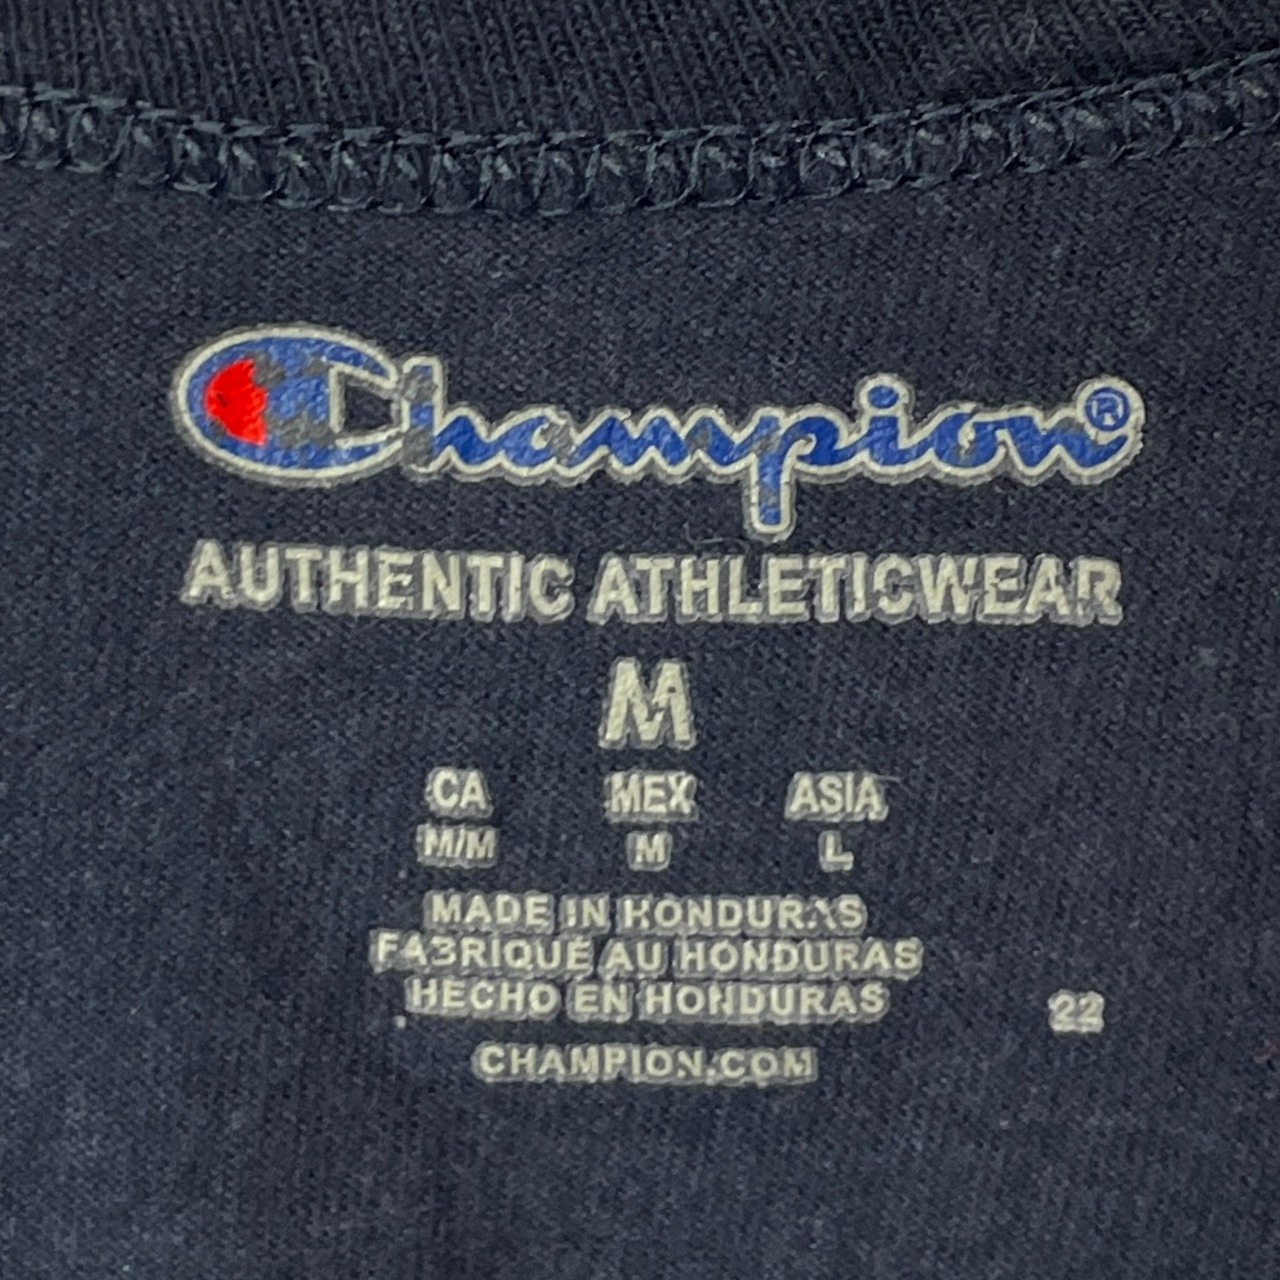 Champion®
AUTHENTIC ATHLETICWEAR
M
CA MEX ASIA
M/M M L
MADE IN HONDURAS
FABRIQUÉ AU HONDURAS
HECHO EN HONDURAS
22
CHAMPION.COM